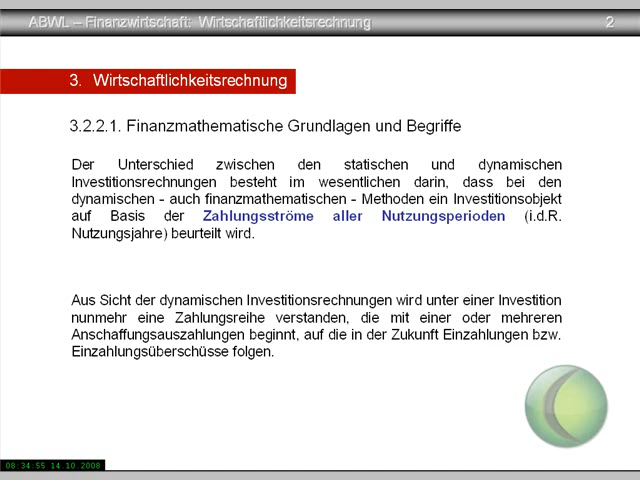 ABWL – Finanzwirtschaft: Wirtschaftlichkeitsrechnung 2
3. Wirtschaftlichkeitsrechnung
3.2.2.1. Finanzmathematische Grundlagen und Begriffe
Der Unterschied zwischen den statischen und dynamischen
Investitionsrechnungen besteht im wesentlichen darin, dass bei den
dynamischen - auch finanzmathematischen - Methoden ein Investitionsobjekt
auf Basis der Zahlungsströme aller Nutzungsperioden (i.d.R.
Nutzungsjahre) beurteilt wird.
Aus Sicht der dynamischen Investitionsrechnungen wird unter einer Investition
nunmehr eine Zahlungsreihe verstanden, die mit einer oder mehreren
Anschaffungsauszahlungen beginnt, auf die in der Zukunft Einzahlungen bzw.
Einzahlungsüberschüsse folgen.
08:34:55 14.10.2008